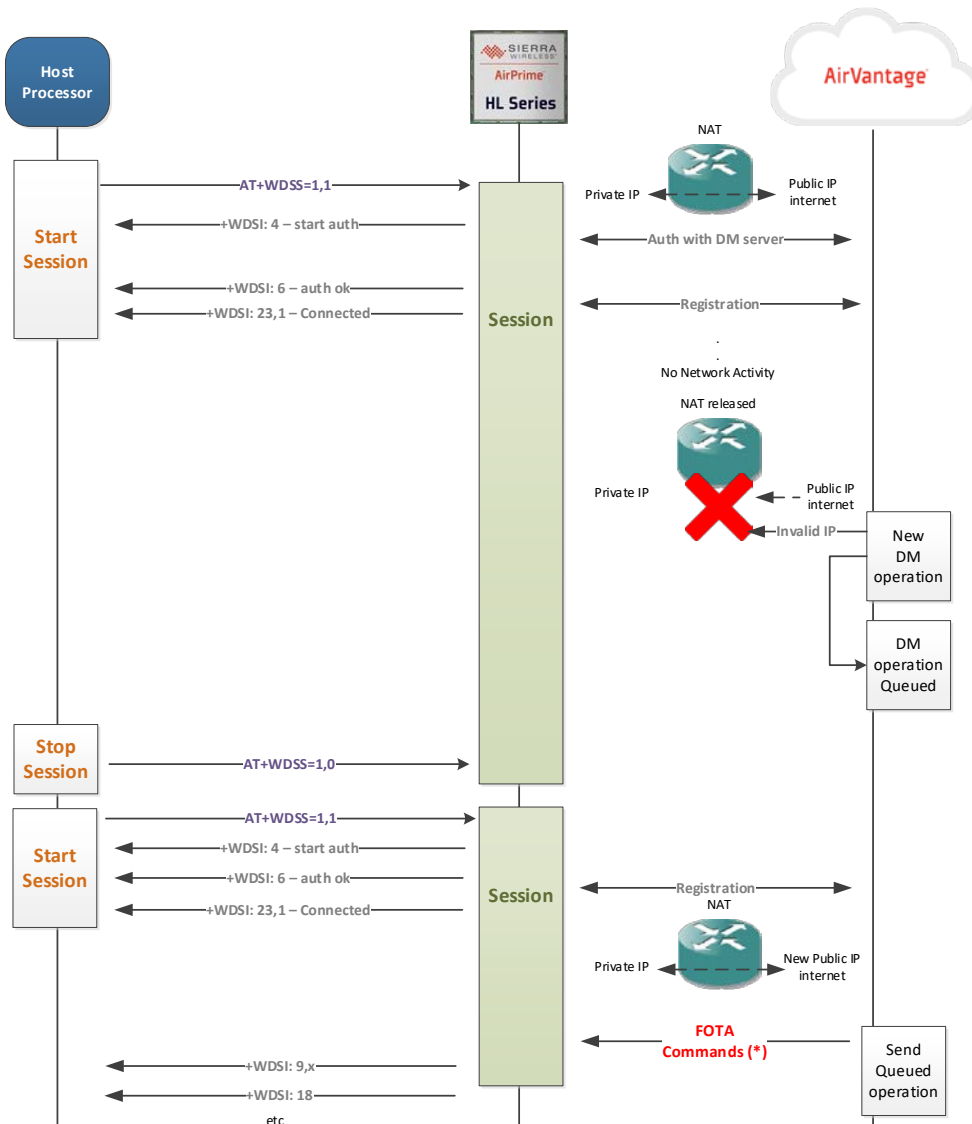 Host
Processor
SIERRA
WIRELESS
AirPrime
HL Series
AirVantage
NAT
AT+WDSS=1,1
Private IP
Public IP
internet
+WDSI: 4 – start auth
Start
Session
Auth with DM server
+WDSI: 6 – auth ok
Registration
+WDSI: 23,1 – Connected
Session
.
.
No Network Activity
NAT released
Private IP
Public IP
internet
Invalid IP
New
DM
operation
DM
operation
Queued
Stop
Session
AT+WDSS=1,0
AT+WDSS=1,1
+WDSI: 4 – start auth
Start
Session
+WDSI: 6 – auth ok
Registration
Session
NAT
+WDSI: 23,1 – Connected
Private IP
New Public IP
internet
FOTA
Commands (*)
Send
Queued
operation
+WDSI: 9,x
+WDSI: 18
etc